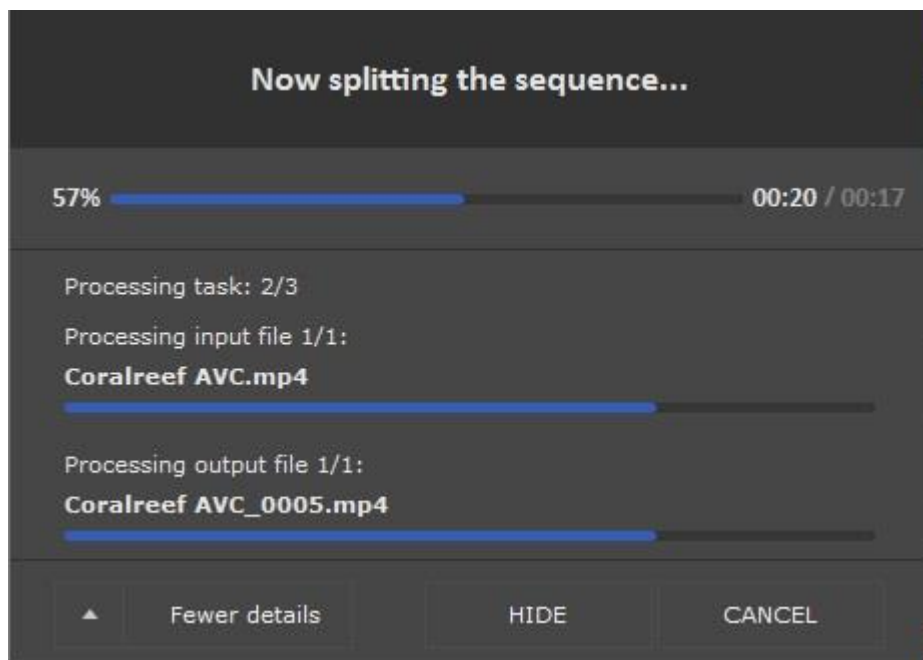 Now splitting the sequence...
57% 00:20 / 00:17
Processing task: 2/3
Processing input file 1/1:
Coralreef AVC.mp4
Processing output file 1/1:
Coralreef AVC_0005.mp4
Fewer details HIDE CANCEL